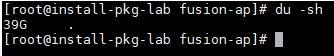 [root@install-pkg-lab fusion-ap]# du -sh
39G     .
[root@install-pkg-lab fusion-ap]#